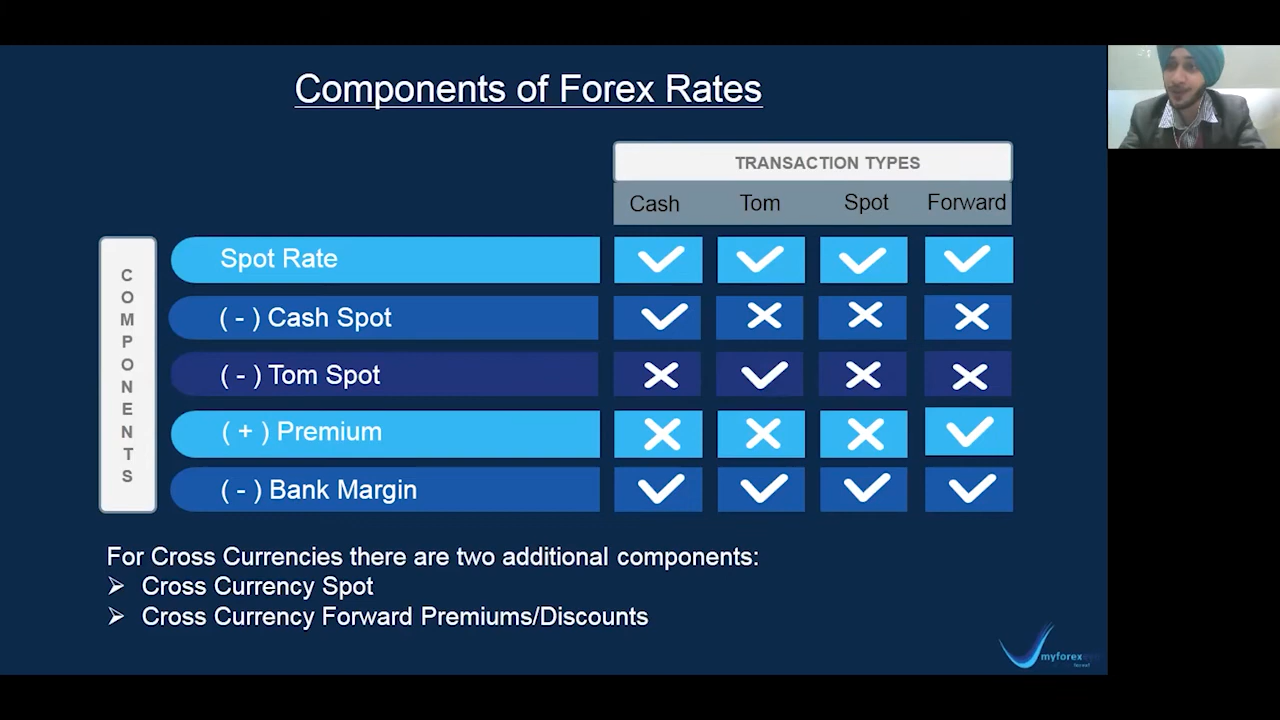 Components of Forex Rates
TRANSACTION TYPES
Cash Tom Spot Forward
COMPONENTS
Spot Rate
( - ) Cash Spot
( - ) Tom Spot
( + ) Premium
( - ) Bank Margin
For Cross Currencies there are two additional components:
Cross Currency Spot
Cross Currency Forward Premiums/Discounts
myforex